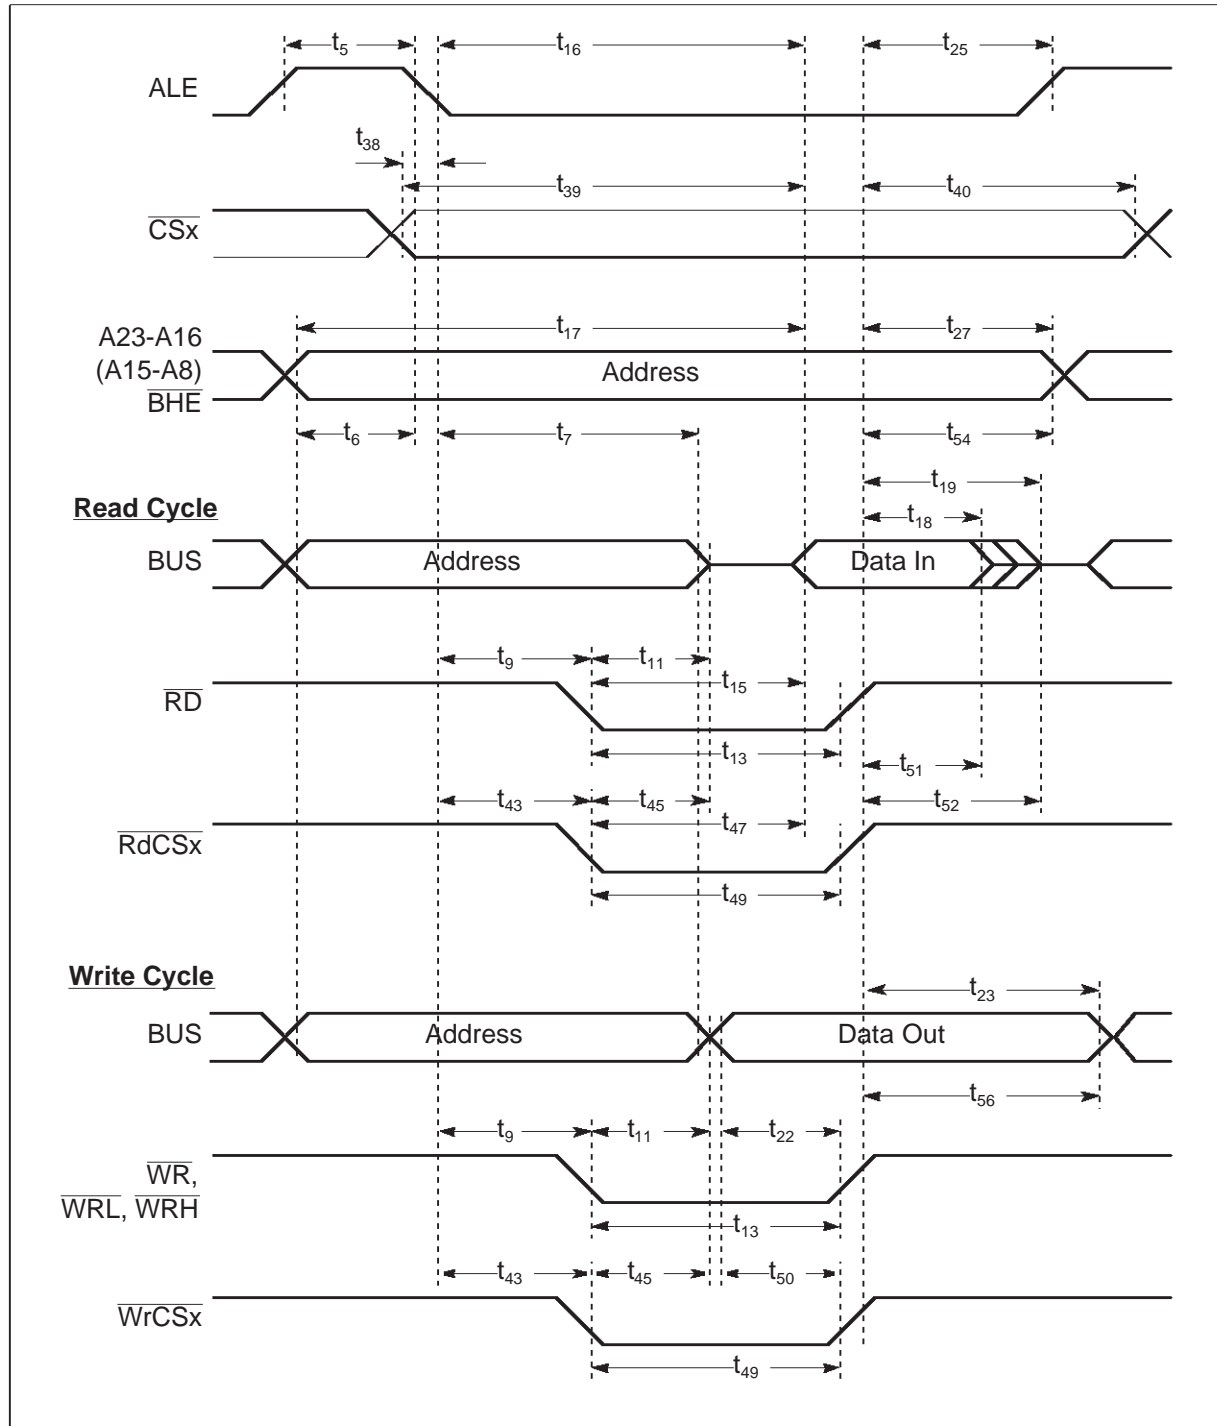 t5 t16 t25
ALE
t38
t39 t40
CSx
A23-A16 t17 t27
(A15-A8) Address
BHE
t6 t7 t54
t19
Read Cycle
t18
BUS Address Data In
t9 t11
t15
RD
t13 t51
t43 t45 t52
t47
RdCSx
t49
Write Cycle
t23
BUS Address Data Out
t56
t9 t11 t22
WR,
WRL, WRH
t13
t43 t45 t50
WrCSx
t49